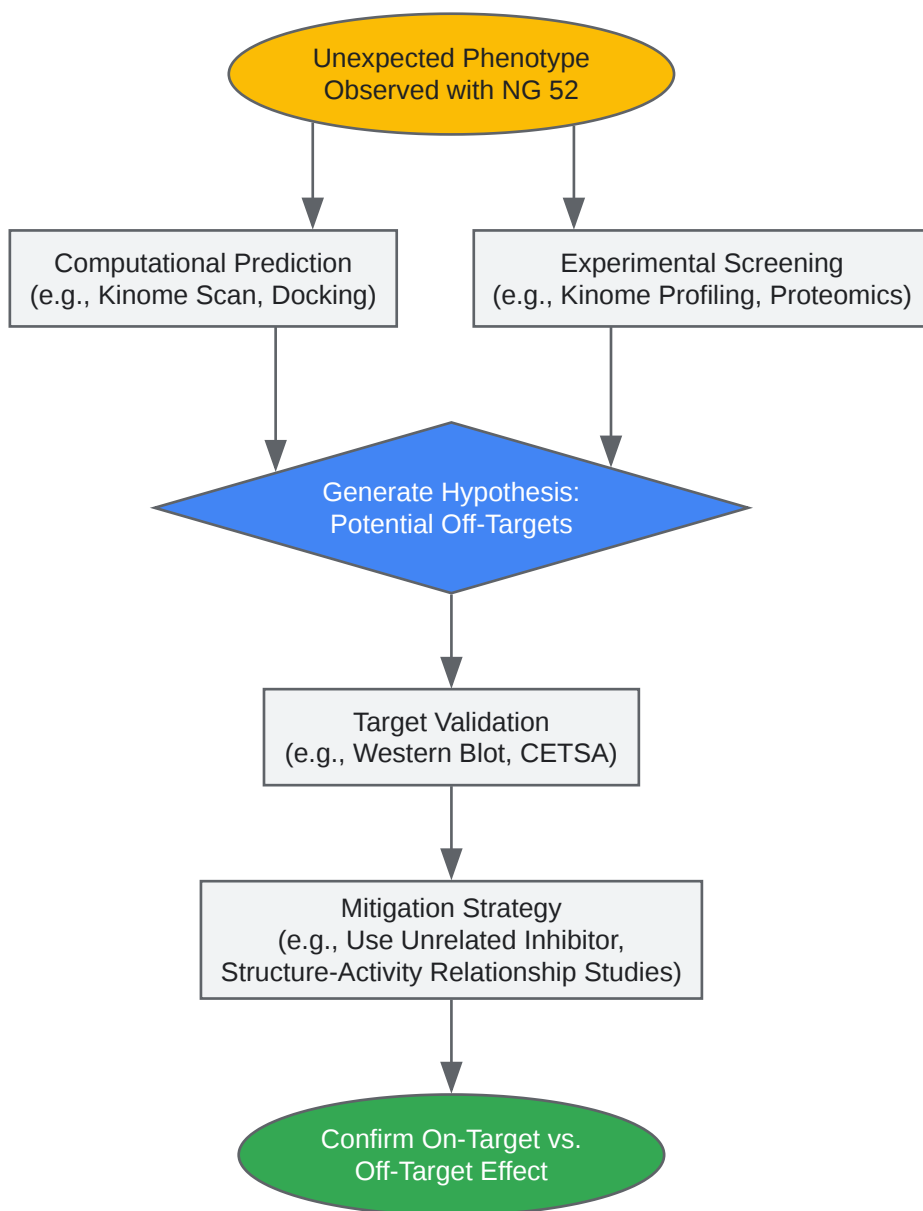 Unexpected Phenotype
Observed with NG 52
Computational Prediction
(e.g., Kinome Scan, Docking)
Experimental Screening
(e.g., Kinome Profiling, Proteomics)
Generate Hypothesis:
Potential Off-Targets
Target Validation
(e.g., Western Blot, CETSA)
Mitigation Strategy
(e.g., Use Unrelated Inhibitor,
Structure-Activity Relationship Studies)
Confirm On-Target vs.
Off-Target Effect